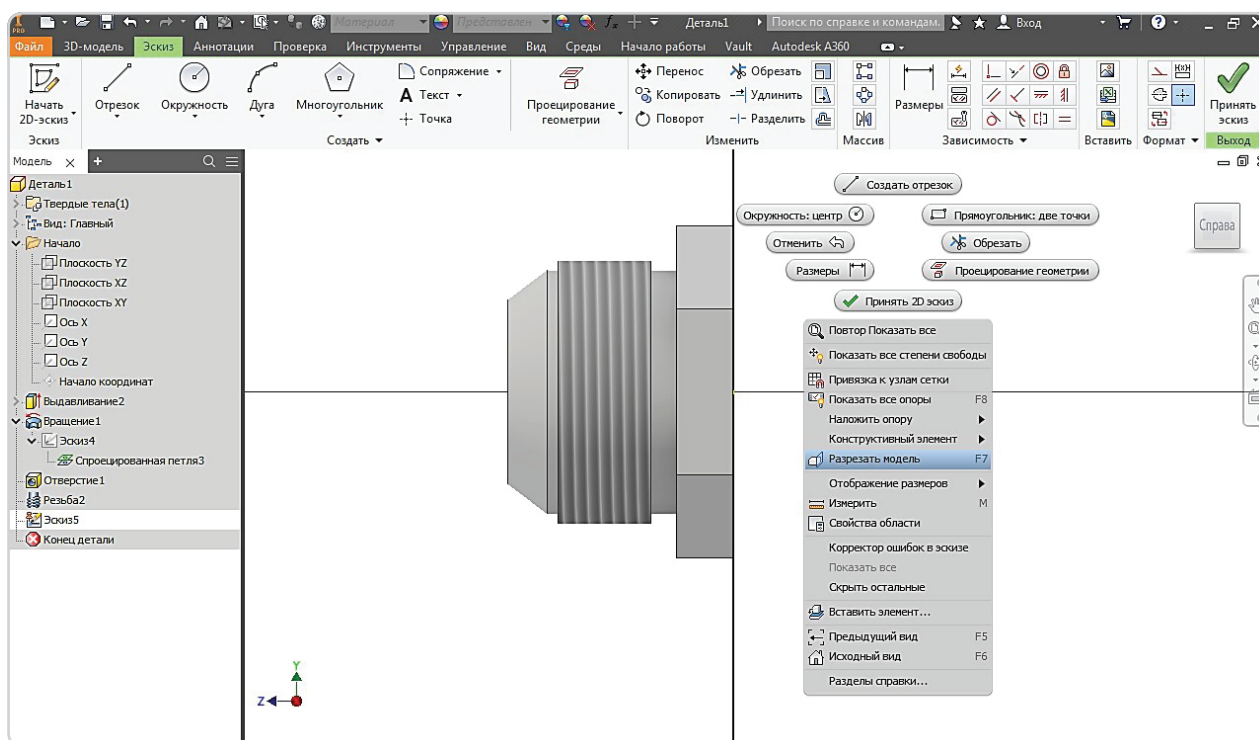 PRO
Материал
Представлен
Деталь1
Поиск по справке и командам.
Вход
Файл 3D-модель Эскиз Аннотации Проверка Инструменты Управление Вид Среды Начало работы Vault Autodesk A360
Начать 2D-эскиз
Отрезок
Окружность
Дуга
Многоугольник
Сопряжение
Текст
Точка
Проецирование геометрии
Перенос
Обрезать
Копировать
Удлинить
Поворот
Разделить
Размеры
Принять эскиз
Эскиз
Создать
Изменить
Массив
Зависимость
Вставить
Формат
Выход
Модель
Деталь1
Твердые тела(1)
Вид: Главный
Начало
Плоскость YZ
Плоскость XZ
Плоскость XY
Ось X
Ось Y
Ось Z
Начало координат
Выдавливание2
Вращение1
Эскиз4
Спроецированная петля3
Отверстие1
Резьба2
Эскиз5
Конец детали
Создать отрезок
Окружность: центр
Прямоугольник: две точки
Отменить
Обрезать
Размеры
Проецирование геометрии
Принять 2D эскиз
Справа
Повтор Показать все
Показать все степени свободы
Привязка к узлам сетки
Показать все опоры F8
Наложить опору
Конструктивный элемент
Разрезать модель F7
Отображение размеров
Измерить M
Свойства области
Корректор ошибок в эскизе
Показать все
Скрыть остальные
Вставить элемент...
Предыдущий вид F5
Исходный вид F6
Разделы справки...
Y
Z